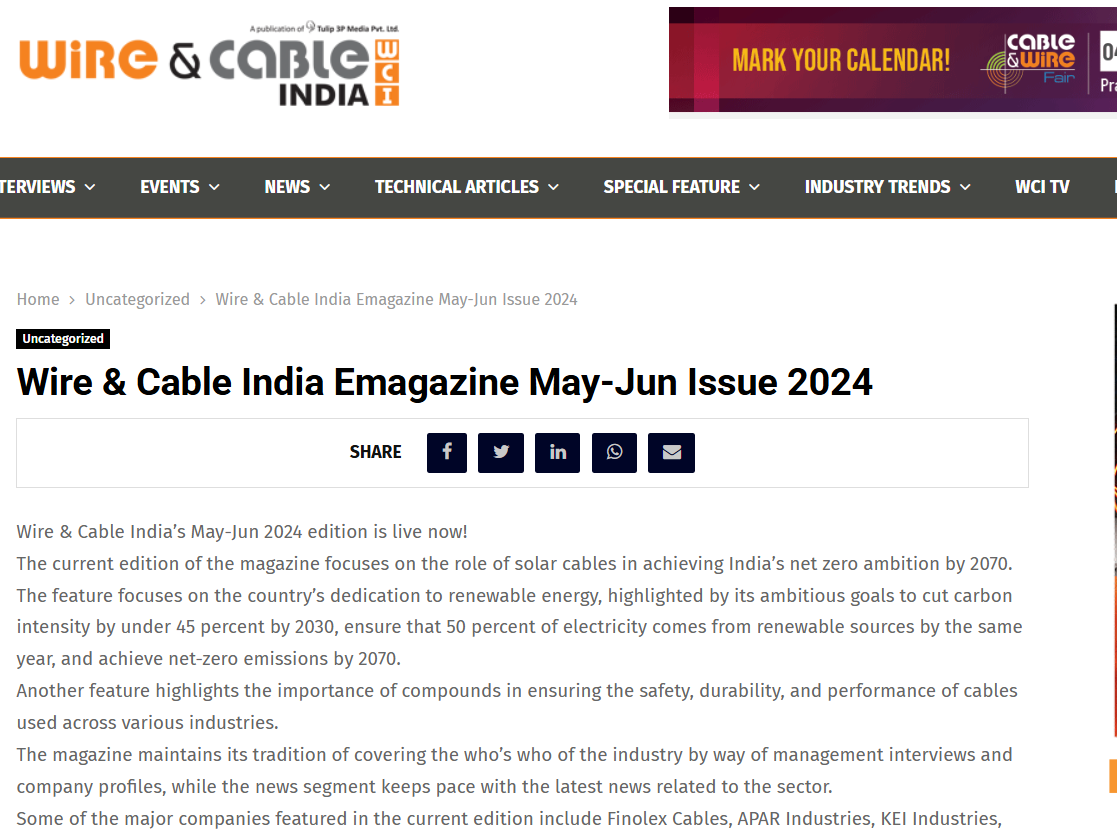 A publication of Tulip 3P Media Pvt. Ltd.
WiRE & CABLE WCI
INDIA
MARK YOUR CALENDAR!
CABLE
& WiRE
Fair
TERVIEWS EVENTS NEWS TECHNICAL ARTICLES SPECIAL FEATURE INDUSTRY TRENDS WCI TV
Home > Uncategorized > Wire & Cable India Emagazine May-Jun Issue 2024
Uncategorized
Wire & Cable India Emagazine May-Jun Issue 2024
SHARE
Wire & Cable India’s May-Jun 2024 edition is live now!
The current edition of the magazine focuses on the role of solar cables in achieving India’s net zero ambition by 2070.
The feature focuses on the country’s dedication to renewable energy, highlighted by its ambitious goals to cut carbon
intensity by under 45 percent by 2030, ensure that 50 percent of electricity comes from renewable sources by the same
year, and achieve net-zero emissions by 2070.
Another feature highlights the importance of compounds in ensuring the safety, durability, and performance of cables
used across various industries.
The magazine maintains its tradition of covering the who’s who of the industry by way of management interviews and
company profiles, while the news segment keeps pace with the latest news related to the sector.
Some of the major companies featured in the current edition include Finolex Cables, APAR Industries, KEI Industries,